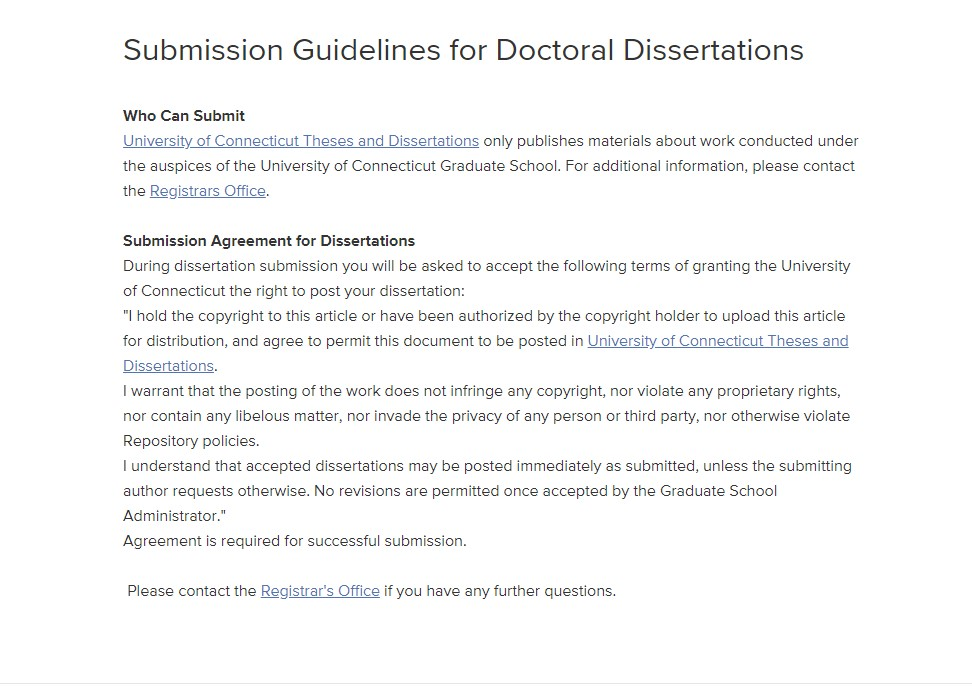 Submission Guidelines for Doctoral Dissertations
Who Can Submit
University of Connecticut Theses and Dissertations only publishes materials about work conducted under
the auspices of the University of Connecticut Graduate School. For additional information, please contact
the Registrars Office.
Submission Agreement for Dissertations
During dissertation submission you will be asked to accept the following terms of granting the University
of Connecticut the right to post your dissertation:
"I hold the copyright to this article or have been authorized by the copyright holder to upload this article
for distribution, and agree to permit this document to be posted in University of Connecticut Theses and
Dissertations.
I warrant that the posting of the work does not infringe any copyright, nor violate any proprietary rights,
nor contain any libelous matter, nor invade the privacy of any person or third party, nor otherwise violate
Repository policies.
I understand that accepted dissertations may be posted immediately as submitted, unless the submitting
author requests otherwise. No revisions are permitted once accepted by the Graduate School
Administrator."
Agreement is required for successful submission.
Please contact the Registrar's Office if you have any further questions.